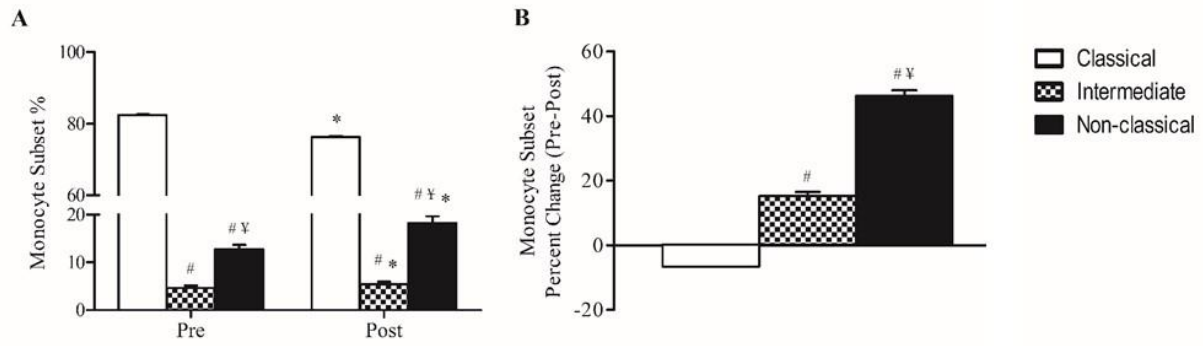 A
Monocyte Subset %
100
80
60
20
10
0
*
# ¥
# ¥ *
#
# *
Pre
Post
B
Monocyte Subset
Percent Change (Pre-Post)
60
40
20
0
-20
# ¥
#
Classical
Intermediate
Non-classical